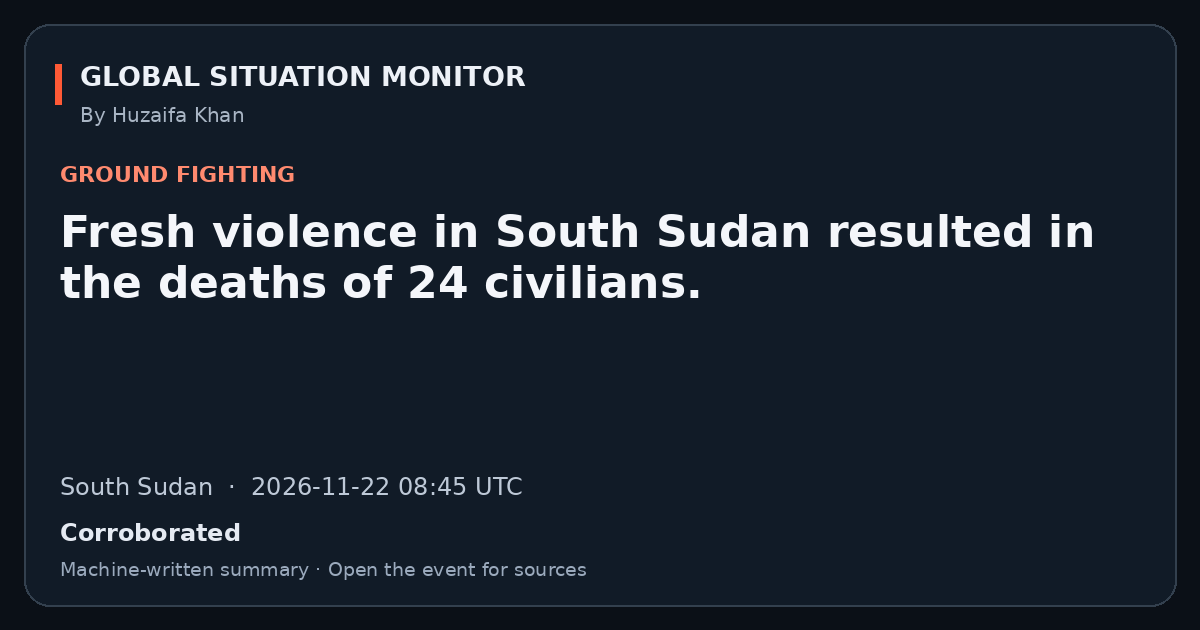 GLOBAL SITUATION MONITOR
By Huzaifa Khan
GROUND FIGHTING
Fresh violence in South Sudan resulted in
the deaths of 24 civilians.
South Sudan · 2026-11-22 08:45 UTC
Corroborated
Machine-written summary · Open the event for sources